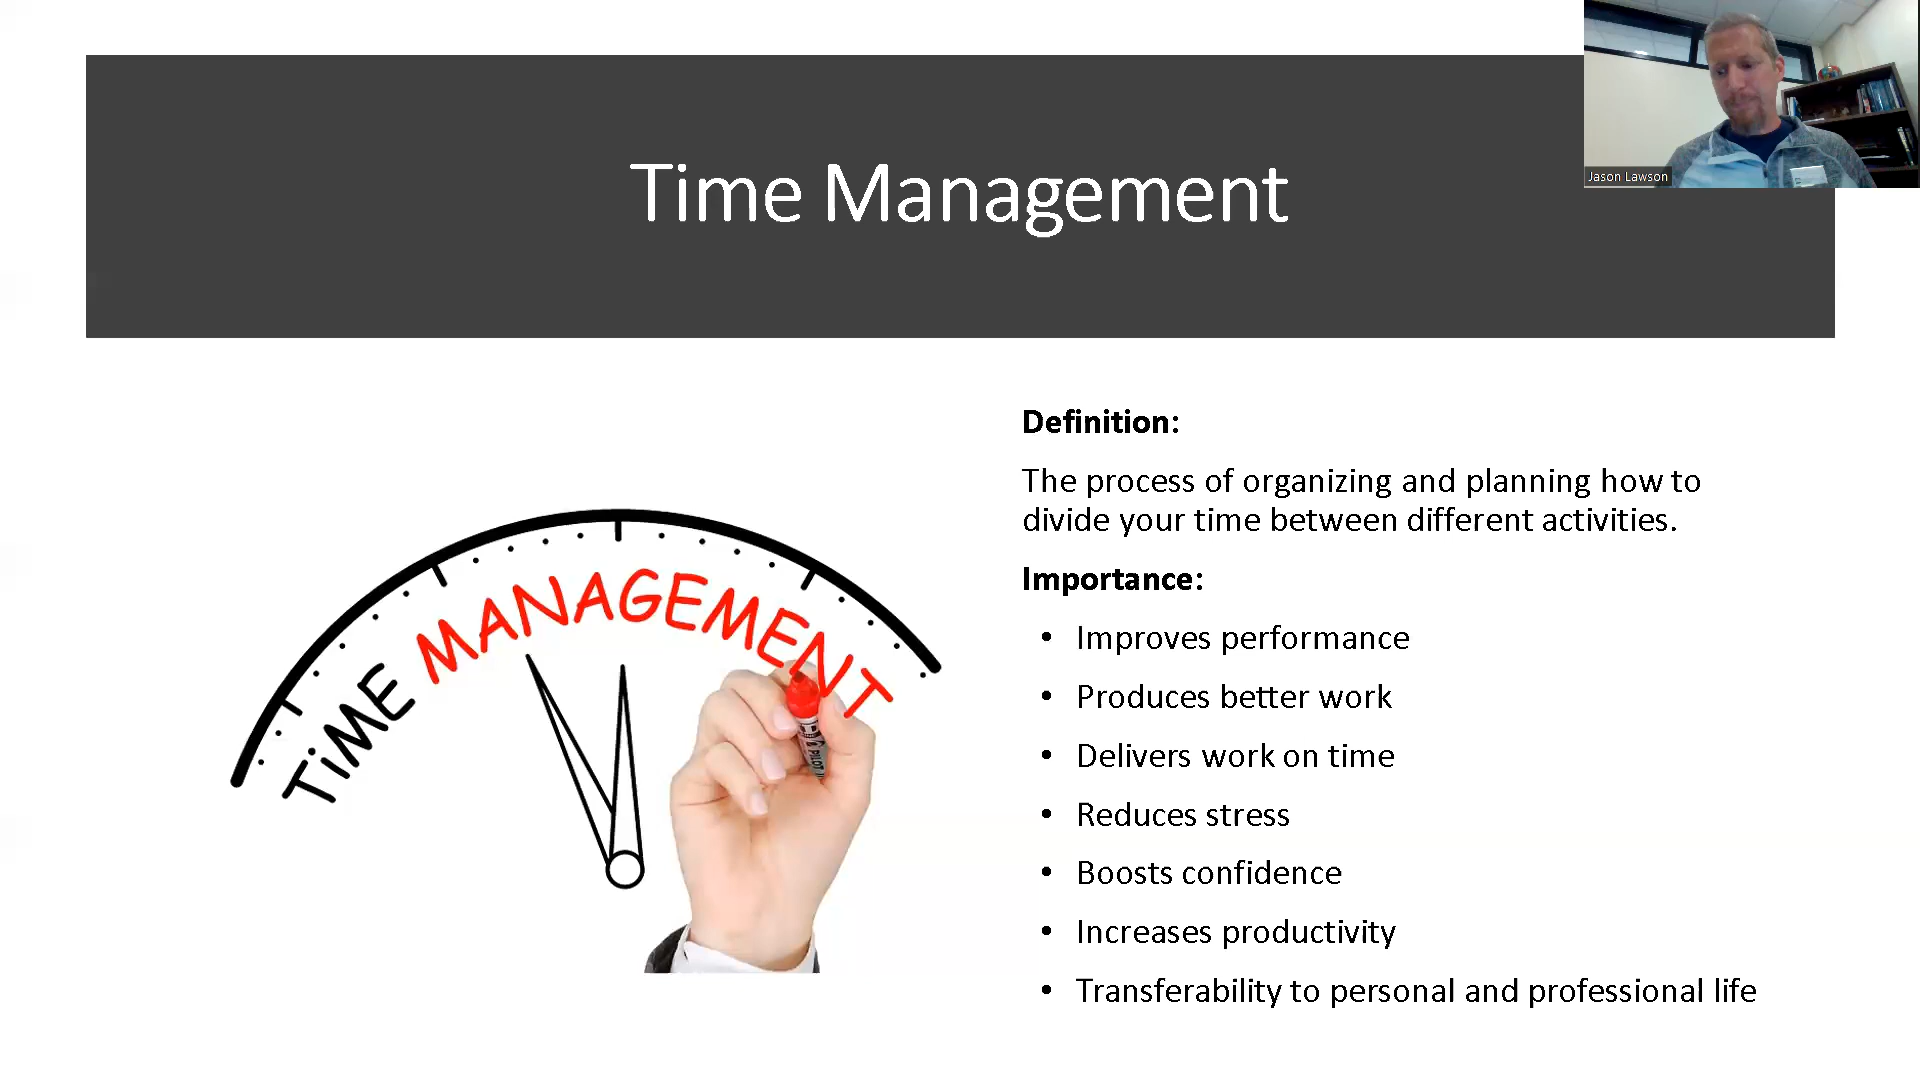 Time Management
Jason Lawson
Definition:
The process of organizing and planning how to
divide your time between different activities.
Importance:
• Improves performance
• Produces better work
• Delivers work on time
• Reduces stress
• Boosts confidence
• Increases productivity
• Transferability to personal and professional life
TiME MANAGEMENT
PILOT